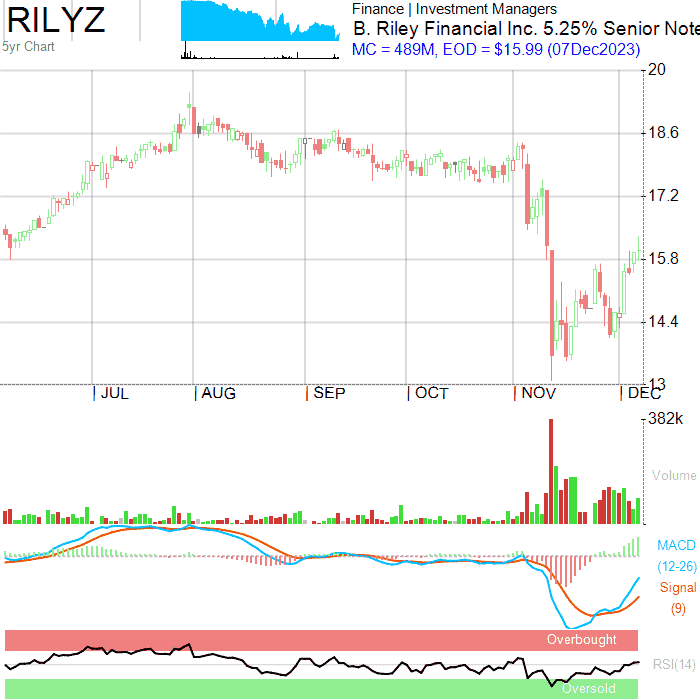 RILYZ
5yr Chart
Finance | Investment Managers
B. Riley Financial Inc. 5.25% Senior Note
MC = 489M, EOD = $15.99 (07Dec2023)
20
18.6
17.2
15.8
14.4
13
JUL AUG SEP OCT NOV DEC
382k
Volume
MACD
(12-26)
Signal
(9)
Overbought
RSI(14)
Oversold